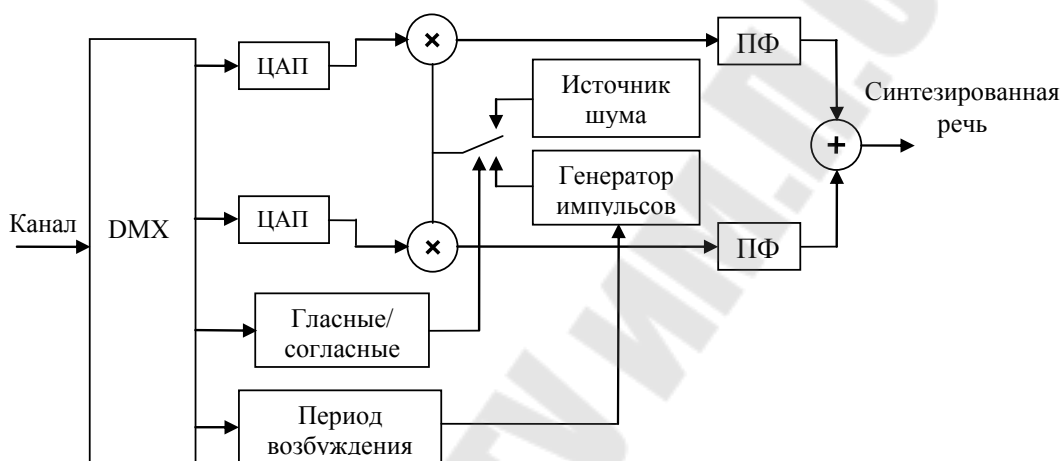 ЦАП
×
ПФ
Источник
шума
Синтезированная
речь
+
Генератор
импульсов
Канал
DMX
ЦАП
×
ПФ
Гласные/
согласные
Период
возбуждения